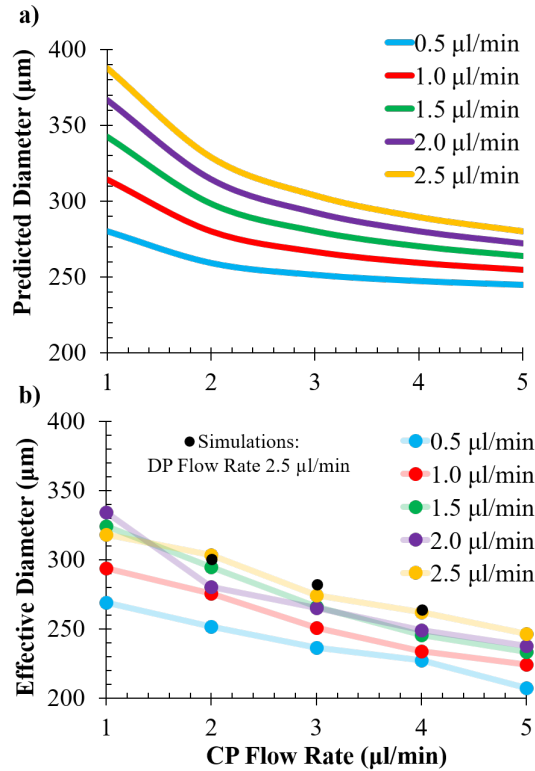 a)
400
350
300
250
200
Predicted Diameter (µm)
0.5 µl/min
1.0 µl/min
1.5 µl/min
2.0 µl/min
2.5 µl/min
1 2 3 4 5
b)
400
350
300
250
200
Effective Diameter (µm)
Simulations:
DP Flow Rate 2.5 µl/min
0.5 µl/min
1.0 µl/min
1.5 µl/min
2.0 µl/min
2.5 µl/min
1 2 3 4 5
CP Flow Rate (µl/min)